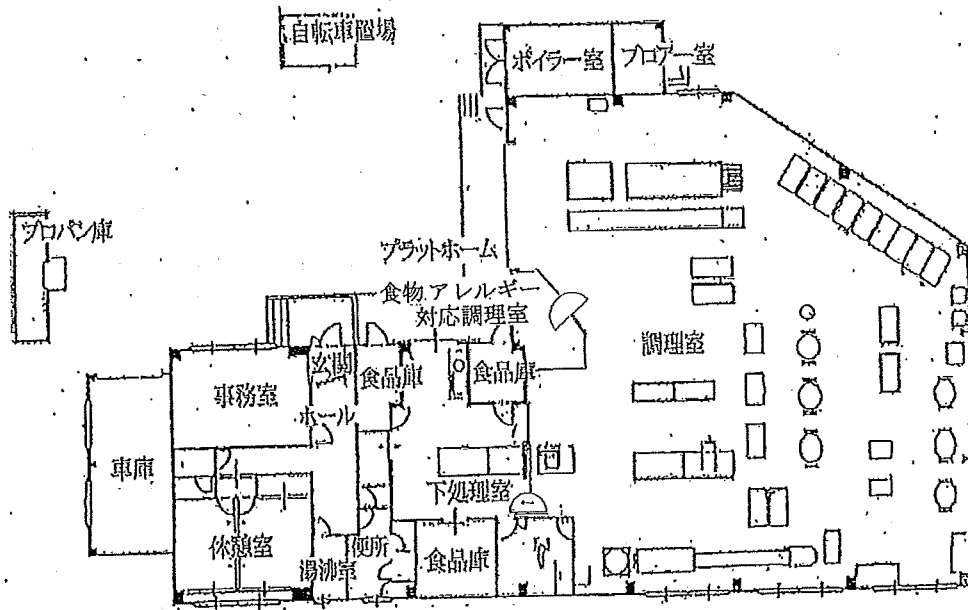 自転車置場
ボイラー室
ブロアー室
プロパン庫
プラットホーム
食物アレルギー
対応調理室
調理室
玄関
食品庫
食品庫
事務室
ホール
車庫
下処理室
休憩室
便所
湯沸室
食品庫